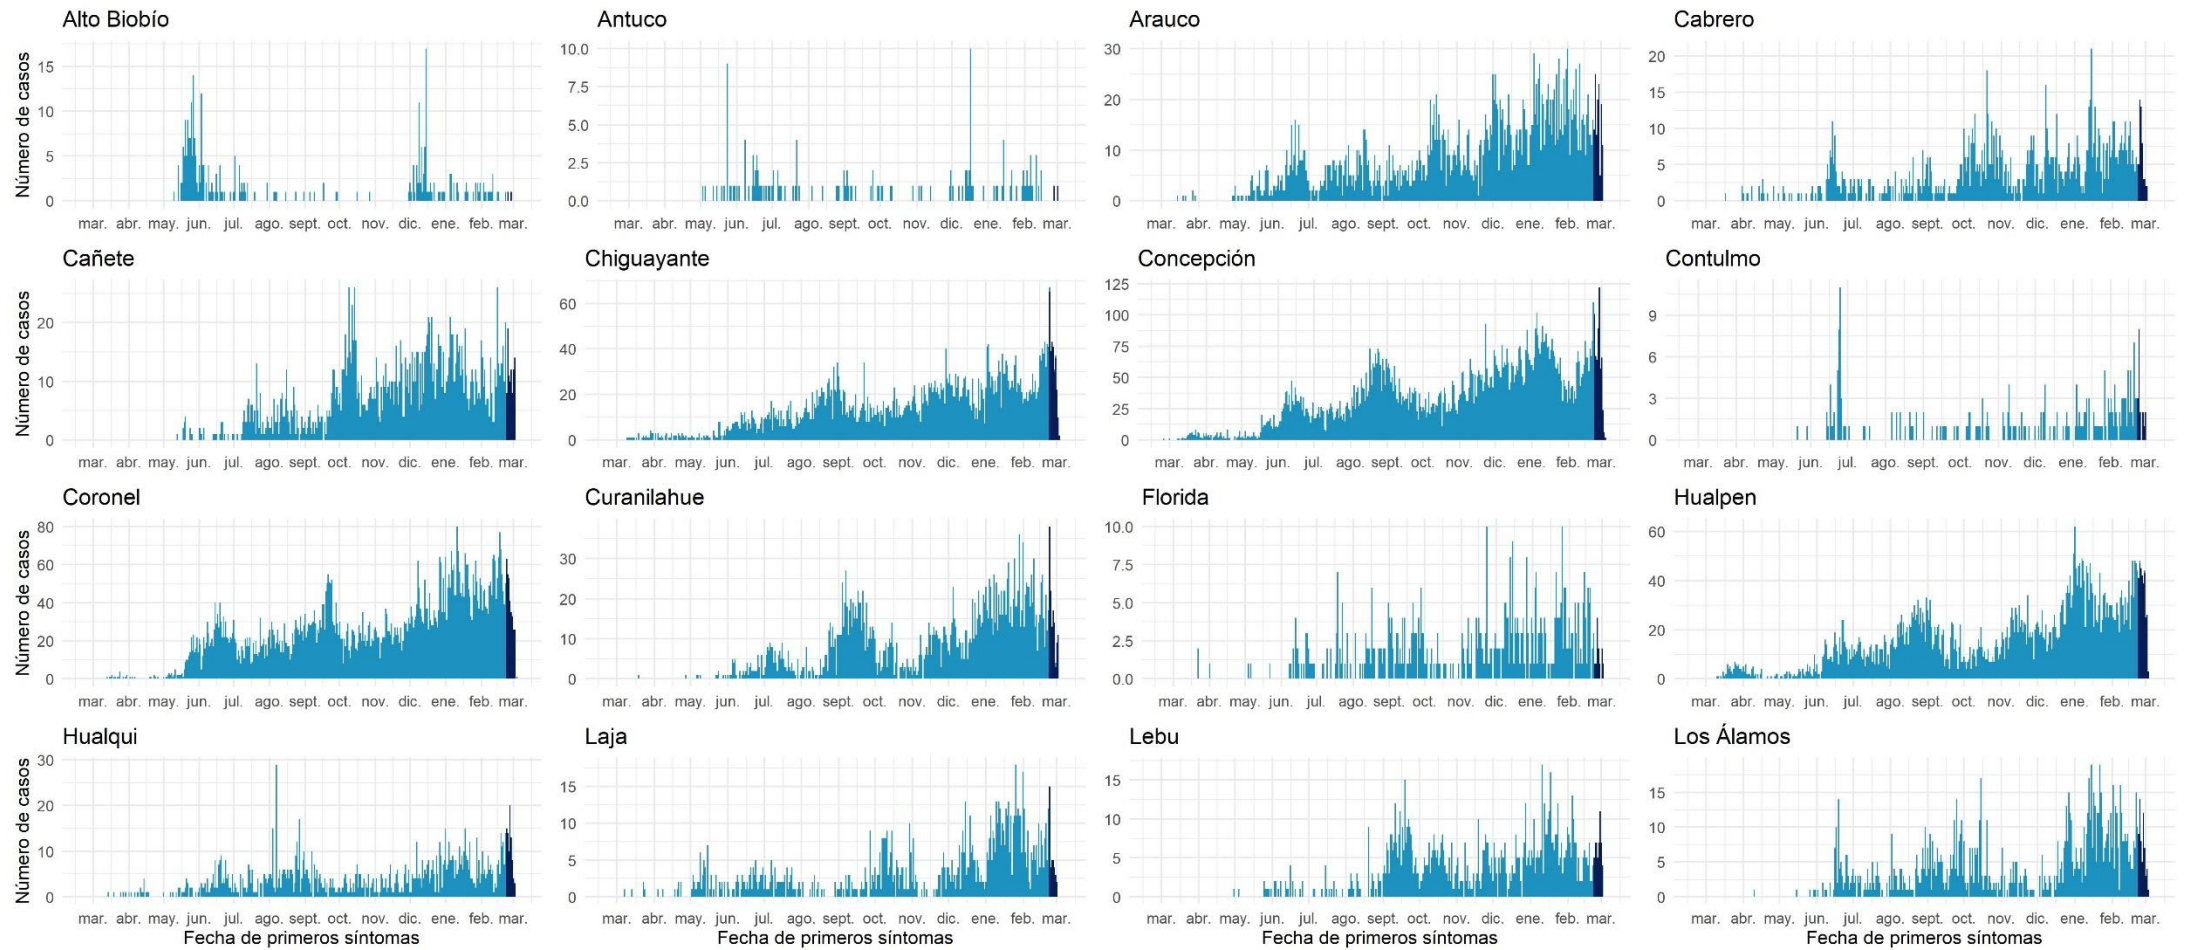 Alto Biobío
Antuco
Arauco
Cabrero
Número de casos
15
10
5
0
10.0
7.5
5.0
2.5
0.0
30
20
10
0
20
15
10
5
0
mar. abr. may. jun. jul. ago. sept. oct. nov. dic. ene. feb. mar.
mar. abr. may. jun. jul. ago. sept. oct. nov. dic. ene. feb. mar.
mar. abr. may. jun. jul. ago. sept. oct. nov. dic. ene. feb. mar.
mar. abr. may. jun. jul. ago. sept. oct. nov. dic. ene. feb. mar.
Cañete
Chiguayante
Concepción
Contulmo
Número de casos
20
10
0
60
40
20
0
125
100
75
50
25
0
9
6
3
0
mar. abr. may. jun. jul. ago. sept. oct. nov. dic. ene. feb. mar.
mar. abr. may. jun. jul. ago. sept. oct. nov. dic. ene. feb. mar.
mar. abr. may. jun. jul. ago. sept. oct. nov. dic. ene. feb. mar.
mar. abr. may. jun. jul. ago. sept. oct. nov. dic. ene. feb. mar.
Coronel
Curanilahue
Florida
Hualpen
Número de casos
80
60
40
20
0
30
20
10
0
10.0
7.5
5.0
2.5
0.0
60
40
20
0
mar. abr. may. jun. jul. ago. sept. oct. nov. dic. ene. feb. mar.
mar. abr. may. jun. jul. ago. sept. oct. nov. dic. ene. feb. mar.
mar. abr. may. jun. jul. ago. sept. oct. nov. dic. ene. feb. mar.
mar. abr. may. jun. jul. ago. sept. oct. nov. dic. ene. feb. mar.
Hualqui
Laja
Lebu
Los Álamos
Número de casos
30
20
10
0
15
10
5
0
15
10
5
0
15
10
5
0
mar. abr. may. jun. jul. ago. sept. oct. nov. dic. ene. feb. mar.
mar. abr. may. jun. jul. ago. sept. oct. nov. dic. ene. feb. mar.
mar. abr. may. jun. jul. ago. sept. oct. nov. dic. ene. feb. mar.
mar. abr. may. jun. jul. ago. sept. oct. nov. dic. ene. feb. mar.
Fecha de primeros síntomas
Fecha de primeros síntomas
Fecha de primeros síntomas
Fecha de primeros síntomas